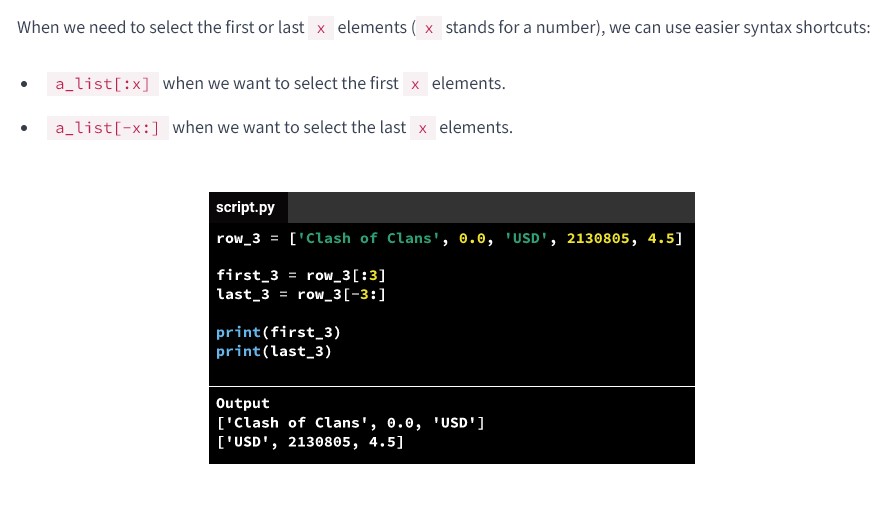 When we need to select the first or last x elements ( x stands for a number), we can use easier syntax shortcuts:
• a_list[:x] when we want to select the first x elements.
• a_list[-x:] when we want to select the last x elements.
script.py
row_3 = ['Clash of Clans', 0.0, 'USD', 2130805, 4.5]
first_3 = row_3[:3]
last_3 = row_3[-3:]
print(first_3)
print(last_3)
Output
['Clash of Clans', 0.0, 'USD']
['USD', 2130805, 4.5]